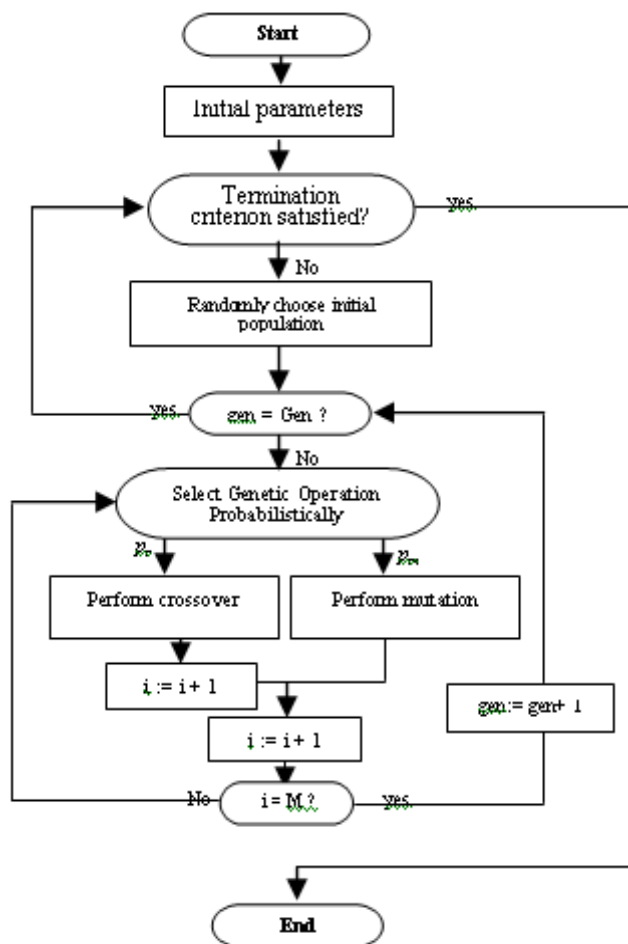 Start
Initial parameters
Termination
criterion satisfied?
yes.
No
Randomly choose initial
population
yes.
gen = Gen ?
No
Select Genetic Operation
Probabilistically
Pm
Perform crossover
Perform mutation
i := i + 1
gen := gen+ 1
i := i + 1
No
i = M ?
yes.
End